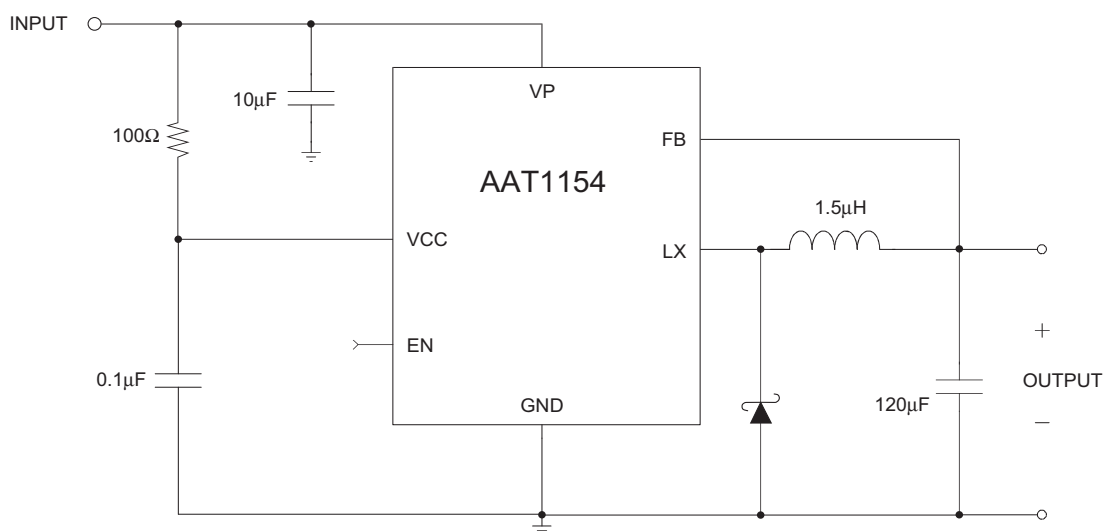 INPUT
VP
10μF
100Ω
FB
AAT1154
1.5μH
VCC
LX
EN
+
0.1μF
OUTPUT
120μF
GND
−